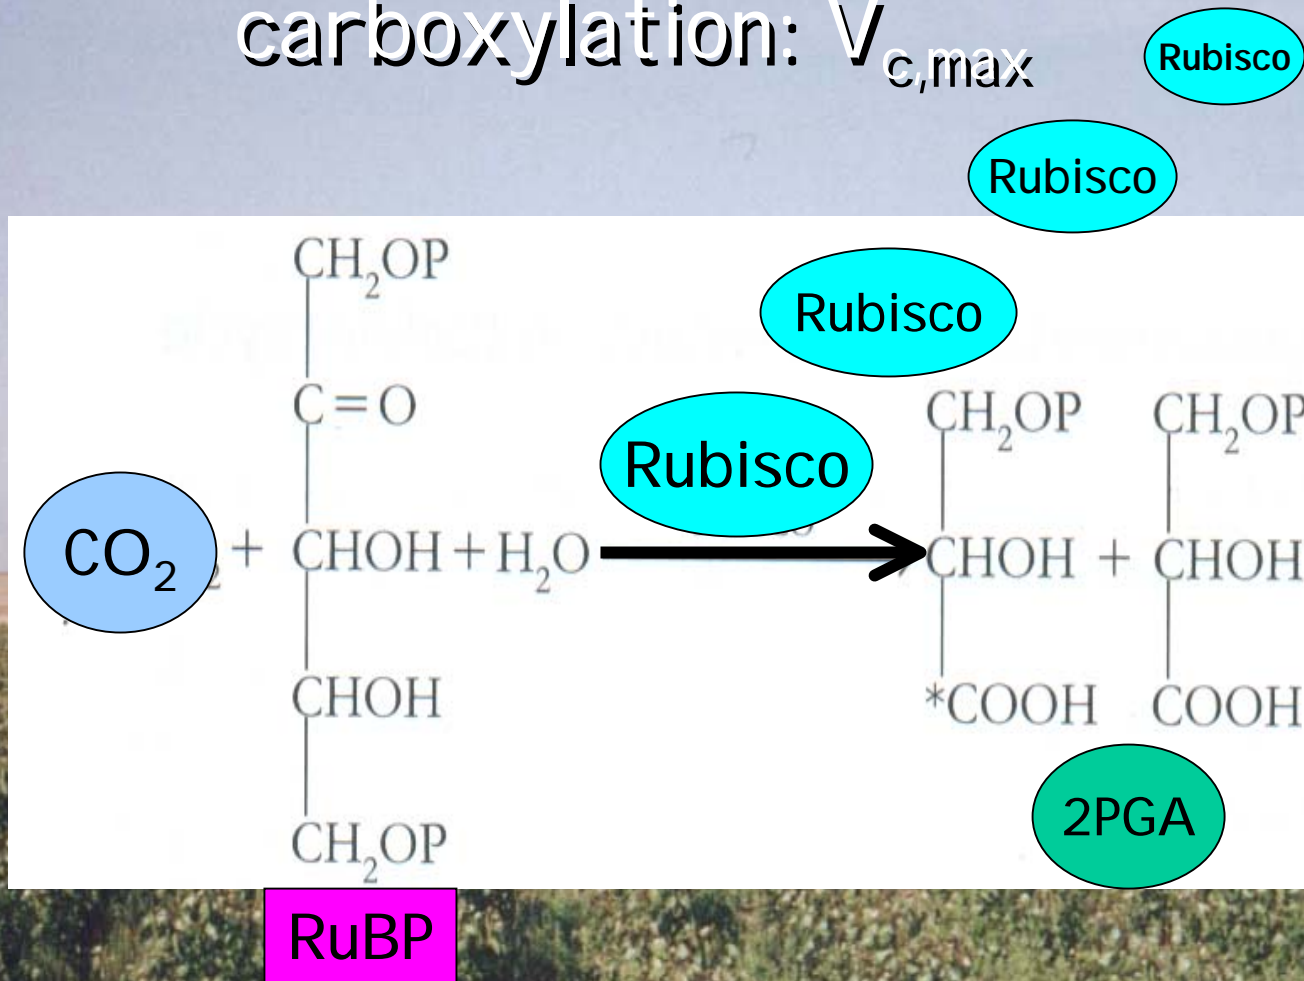 carboxylation: Vc,max
Rubisco
Rubisco
Rubisco
Rubisco
CH₂OP
C=O
CO₂ + CHOH + H₂O
CHOH
CH₂OP
RuBP
CH₂OP CH₂OP
CHOH + CHOH
*COOH COOH
2PGA